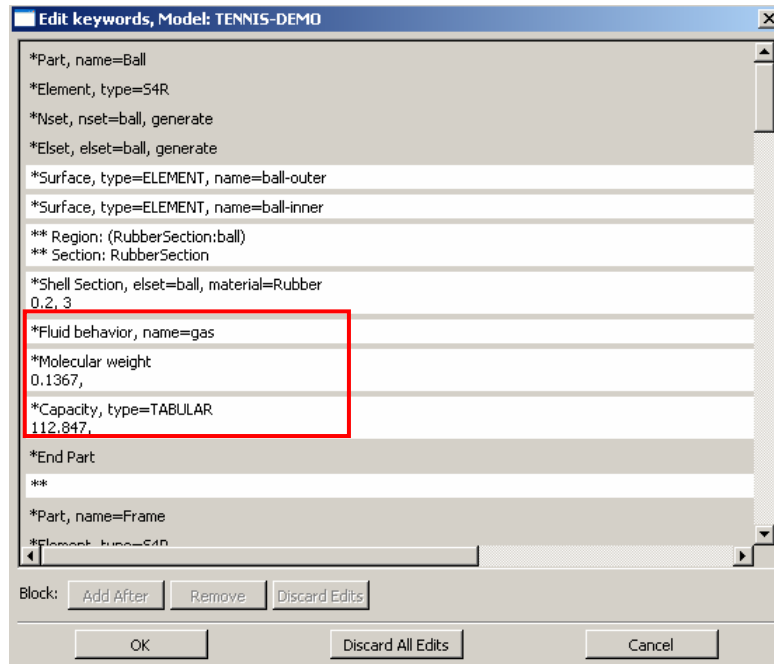 Edit keywords, Model: TENNIS-DEMO
*Part, name=Ball
*Element, type=S4R
*Nset, nset=ball, generate
*Elset, elset=ball, generate
*Surface, type=ELEMENT, name=ball-outer
*Surface, type=ELEMENT, name=ball-inner
** Region: (RubberSection:ball)
** Section: RubberSection
*Shell Section, elset=ball, material=Rubber
0.2, 3
*Fluid behavior, name=gas
*Molecular weight
0.1367,
*Capacity, type=TABULAR
112.847,
*End Part
**
*Part, name=Frame
*Element, type=S4R
Block: Add After Remove Discard Edits
OK Discard All Edits Cancel